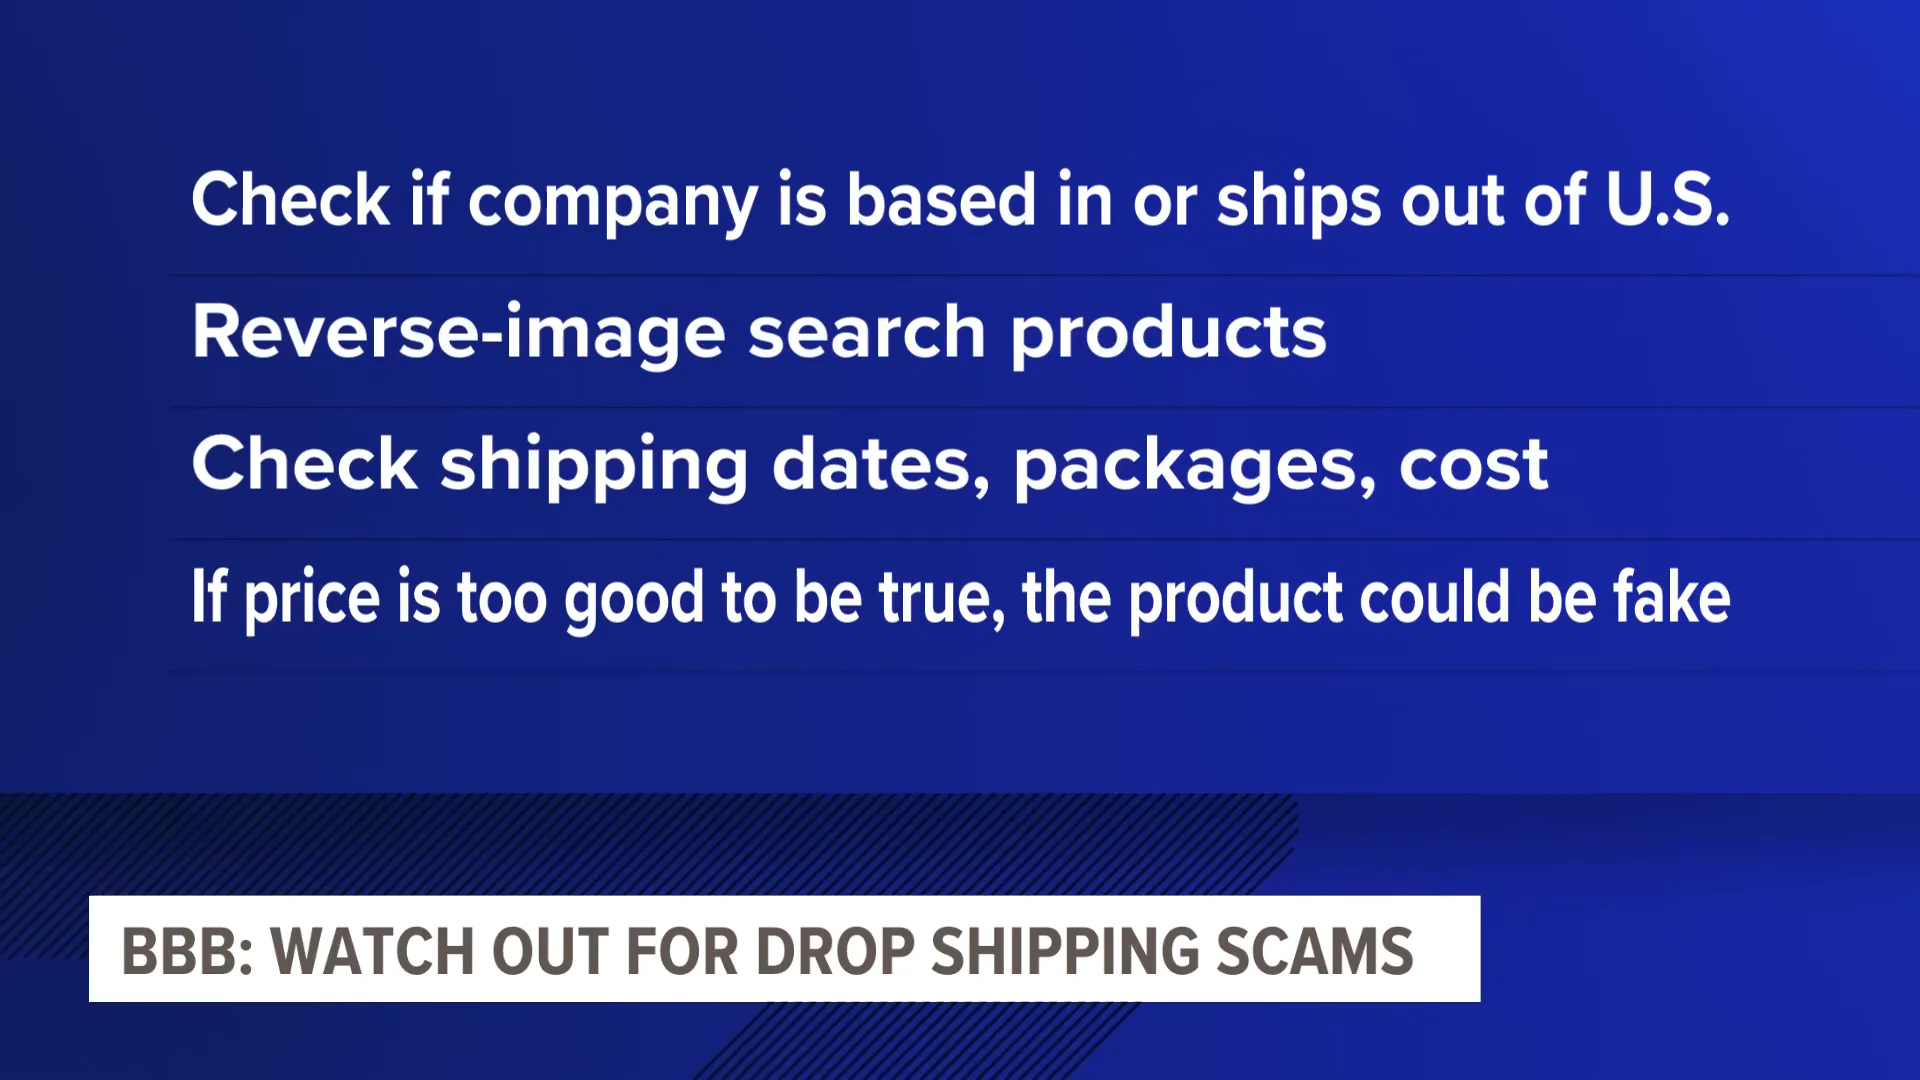 Check if company is based in or ships out of U.S.
Reverse-image search products
Check shipping dates, packages, cost
If price is too good to be true, the product could be fake
BBB: WATCH OUT FOR DROP SHIPPING SCAMS